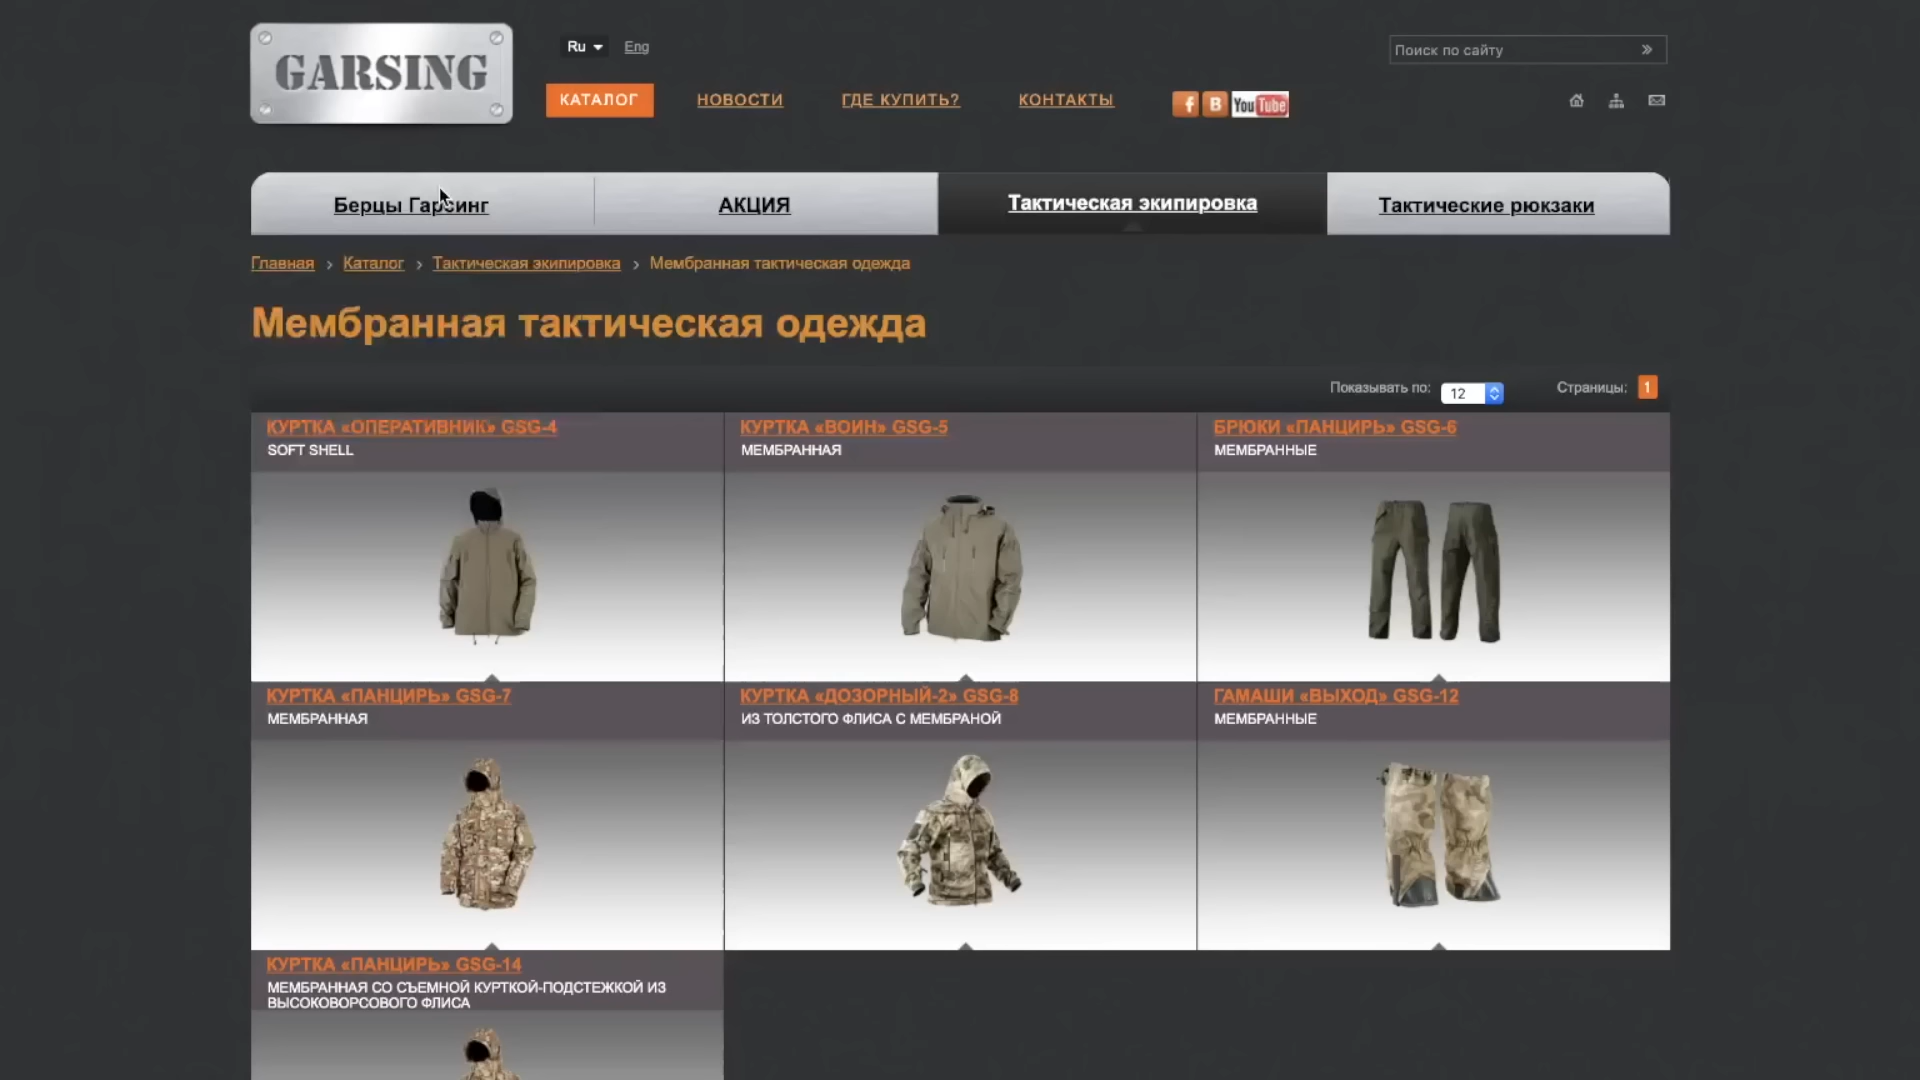 GARSING
Ru Eng
Поиск по сайту »
КАТАЛОГ НОВОСТИ ГДЕ КУПИТЬ? КОНТАКТЫ f B YouTube
Берцы Гарсинг АКЦИЯ Тактическая экипировка Тактические рюкзаки
Главная › Каталог › Тактическая экипировка › Мембранная тактическая одежда
Мембранная тактическая одежда
Показывать по: 12 Страницы: 1
КУРТКА «ОПЕРАТИВНИК» GSG-4
SOFT SHELL
КУРТКА «ВОИН» GSG-5
МЕМБРАННАЯ
БРЮКИ «ПАНЦИРЬ» GSG-6
МЕМБРАННЫЕ
КУРТКА «ПАНЦИРЬ» GSG-7
МЕМБРАННАЯ
КУРТКА «ДОЗОРНЫЙ-2» GSG-8
ИЗ ТОЛСТОГО ФЛИСА С МЕМБРАНОЙ
ГАМАШИ «ВЫХОД» GSG-12
МЕМБРАННЫЕ
КУРТКА «ПАНЦИРЬ» GSG-14
МЕМБРАННАЯ СО СЪЕМНОЙ КУРТКОЙ-ПОДСТЕЖКОЙ ИЗ
ВЫСОКОВОРСОВОГО ФЛИСА